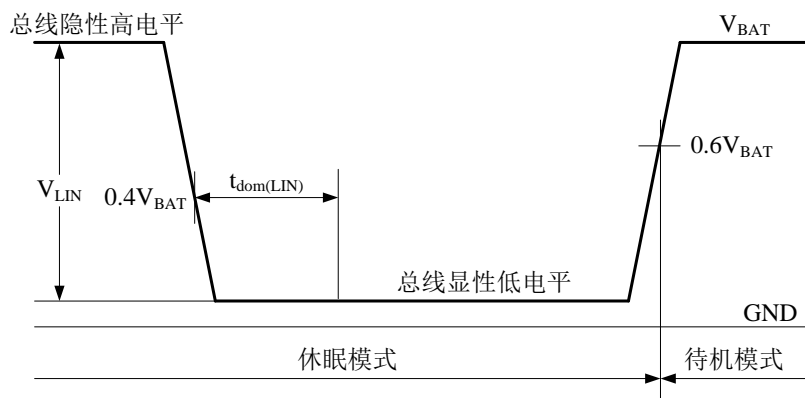 总线隐性高电平
V_BAT
0.6V_BAT
t_dom(LIN)
V_LIN
0.4V_BAT
总线显性低电平
GND
休眠模式
待机模式